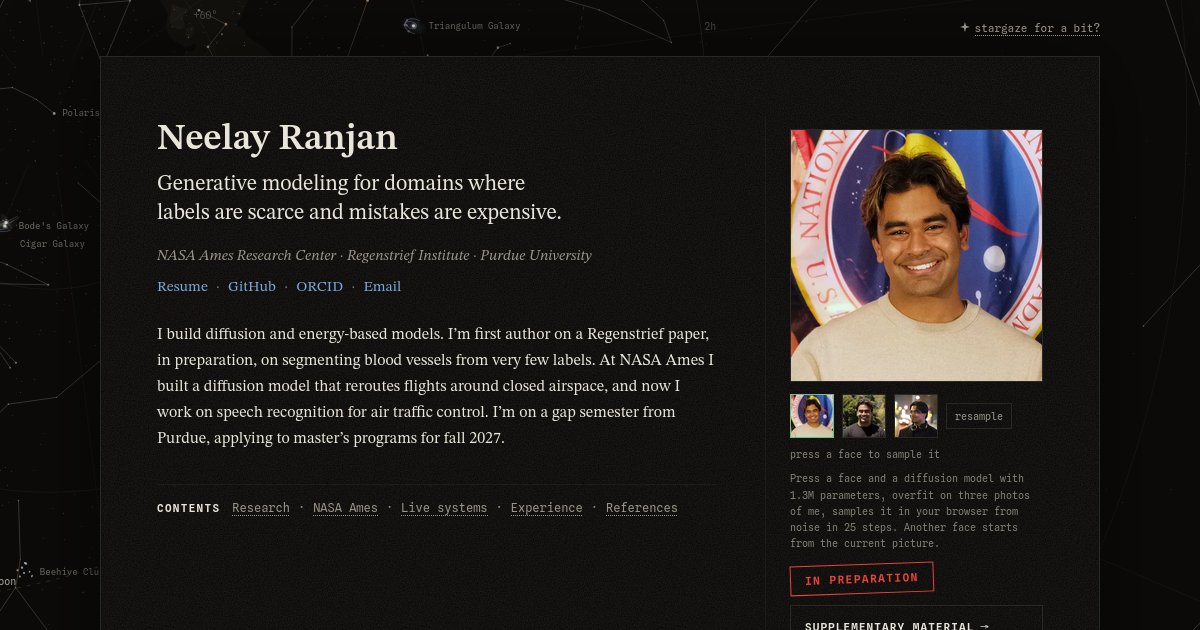 +60°
Triangulum Galaxy
2h
stargaze for a bit?
Polaris
Bode's Galaxy
Cigar Galaxy
Beehive Clu
oon
Neelay Ranjan
Generative modeling for domains where
labels are scarce and mistakes are expensive.
NASA Ames Research Center · Regenstrief Institute · Purdue University
Resume · GitHub · ORCID · Email
I build diffusion and energy-based models. I’m first author on a Regenstrief paper,
in preparation, on segmenting blood vessels from very few labels. At NASA Ames I
built a diffusion model that reroutes flights around closed airspace, and now I
work on speech recognition for air traffic control. I’m on a gap semester from
Purdue, applying to master’s programs for fall 2027.
CONTENTS Research · NASA Ames · Live systems · Experience · References
U.S. NATIONA
ADM
resample
press a face to sample it
Press a face and a diffusion model with
1.3M parameters, overfit on three photos
of me, samples it in your browser from
noise in 25 steps. Another face starts
from the current picture.
IN PREPARATION
SUPPLEMENTARY MATERIAL →